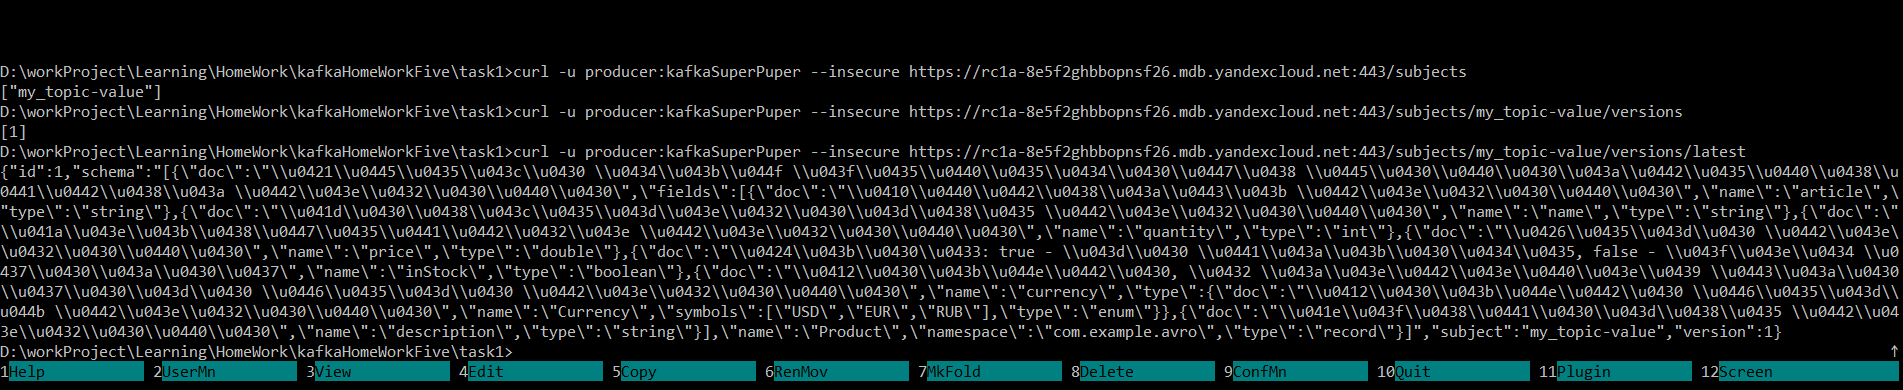 D:\workProject\Learning\HomeWork\kafkaHomeWorkFive\task1>curl -u producer:kafkaSuperPuper --insecure https://rc1a-8e5f2ghbbopnsf26.mdb.yandexcloud.net:443/subjects
["my_topic-value"]
D:\workProject\Learning\HomeWork\kafkaHomeWorkFive\task1>curl -u producer:kafkaSuperPuper --insecure https://rc1a-8e5f2ghbbopnsf26.mdb.yandexcloud.net:443/subjects/my_topic-value/versions
[1]
D:\workProject\Learning\HomeWork\kafkaHomeWorkFive\task1>curl -u producer:kafkaSuperPuper --insecure https://rc1a-8e5f2ghbbopnsf26.mdb.yandexcloud.net:443/subjects/my_topic-value/versions/latest
{"id":1,"schema":"[{\"doc\":\"\\u0421\\u0445\\u0435\\u043c\\u0430 \\u0434\\u043b\\u044f \\u043f\\u0435\\u0440\\u0435\\u0434\\u0430\\u0447\\u0438 \\u0445\\u0430\\u0440\\u0430\\u043a\\u0442\\u0435\\u0440\\u0438\\u
0441\\u0442\\u0438\\u043a \\u0442\\u043e\\u0432\\u0430\\u0440\\u0430\",\"fields\":[{\"doc\":\"\\u0410\\u0440\\u0442\\u0438\\u043a\\u0443\\u043b \\u0442\\u043e\\u0432\\u0430\\u0440\\u0430\",\"name\":\"article\",\
"type\":\"string\"},{\"doc\":\"\\u041d\\u0430\\u0438\\u043c\\u0435\\u043d\\u043e\\u0432\\u0430\\u043d\\u0438\\u0435 \\u0442\\u043e\\u0432\\u0430\\u0440\\u0430\",\"name\":\"name\",\"type\":\"string\"},{\"doc\":\"
\\u041a\\u043e\\u043b\\u0438\\u0447\\u0435\\u0441\\u0442\\u0432\\u043e \\u0442\\u043e\\u0432\\u0430\\u0440\\u0430\",\"name\":\"quantity\",\"type\":\"int\"},{\"doc\":\"\\u0426\\u0435\\u043d\\u0430 \\u0442\\u043e\
\u0432\\u0430\\u0440\\u0430\",\"name\":\"price\",\"type\":\"double\"},{\"doc\":\"\\u0424\\u043b\\u0430\\u0433: true - \\u043d\\u0430 \\u0441\\u043a\\u043b\\u0430\\u0434\\u0435, false - \\u043f\\u043e\\u0434 \\u0
437\\u0430\\u043a\\u0430\\u0437\",\"name\":\"inStock\",\"type\":\"boolean\"},{\"doc\":\"\\u0412\\u0430\\u043b\\u044e\\u0442\\u0430, \\u0432 \\u043a\\u043e\\u0442\\u043e\\u0440\\u043e\\u0439 \\u0443\\u043a\\u0430
\\u0437\\u0430\\u043d\\u0430 \\u0446\\u0435\\u043d\\u0430 \\u0442\\u043e\\u0432\\u0430\\u0440\\u0430\",\"name\":\"currency\",\"type\":{\"doc\":\"\\u0412\\u0430\\u043b\\u044e\\u0442\\u0430 \\u0446\\u0435\\u043d\\
u044b \\u0442\\u043e\\u0432\\u0430\\u0440\\u0430\",\"name\":\"Currency\",\"symbols\":[\"USD\",\"EUR\",\"RUB\"],\"type\":\"enum\"}},{\"doc\":\"\\u041e\\u043f\\u0438\\u0441\\u0430\\u043d\\u0438\\u0435 \\u0442\\u04
3e\\u0432\\u0430\\u0440\\u0430\",\"name\":\"description\",\"type\":\"string\"}],\"name\":\"Product\",\"namespace\":\"com.example.avro\",\"type\":\"record\"}]","subject":"my_topic-value","version":1}
D:\workProject\Learning\HomeWork\kafkaHomeWorkFive\task1>
1Help 2UserMn 3View 4Edit 5Copy 6RenMov 7MkFold 8Delete 9ConfMn 10Quit 11Plugin 12Screen